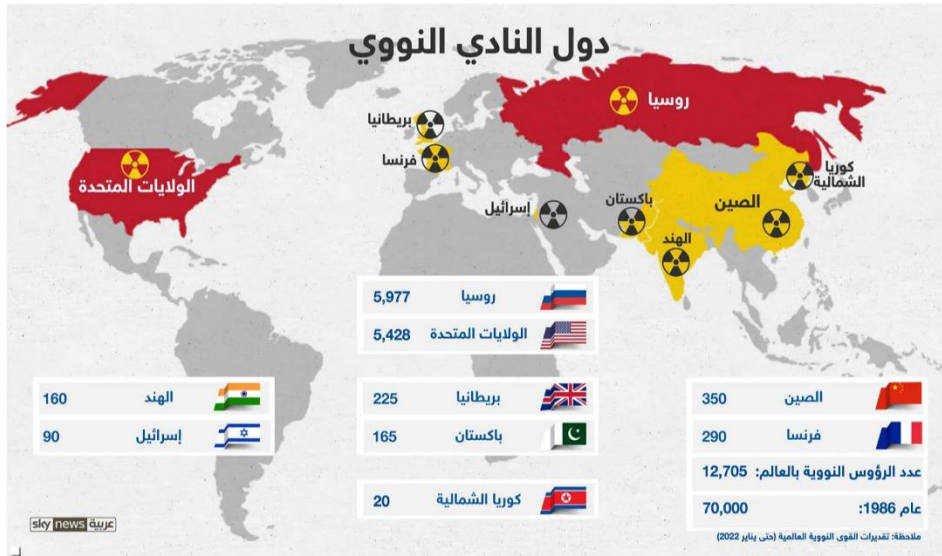 دول النادي النووي
روسيا
بريطانيا
فرنسا
الولايات المتحدة
كوريا
الشمالية
باكستان
الصين
إسرائيل
الهند
روسيا 5,977
الولايات المتحدة 5,428
الصين 350
فرنسا 290
بريطانيا 225
باكستان 165
الهند 160
إسرائيل 90
كوريا الشمالية 20
عدد الرؤوس النووية بالعالم: 12,705
عام 1986: 70,000
ملاحظة: تقديرات القوى النووية العالمية (حتى يناير 2022)
sky news عربية